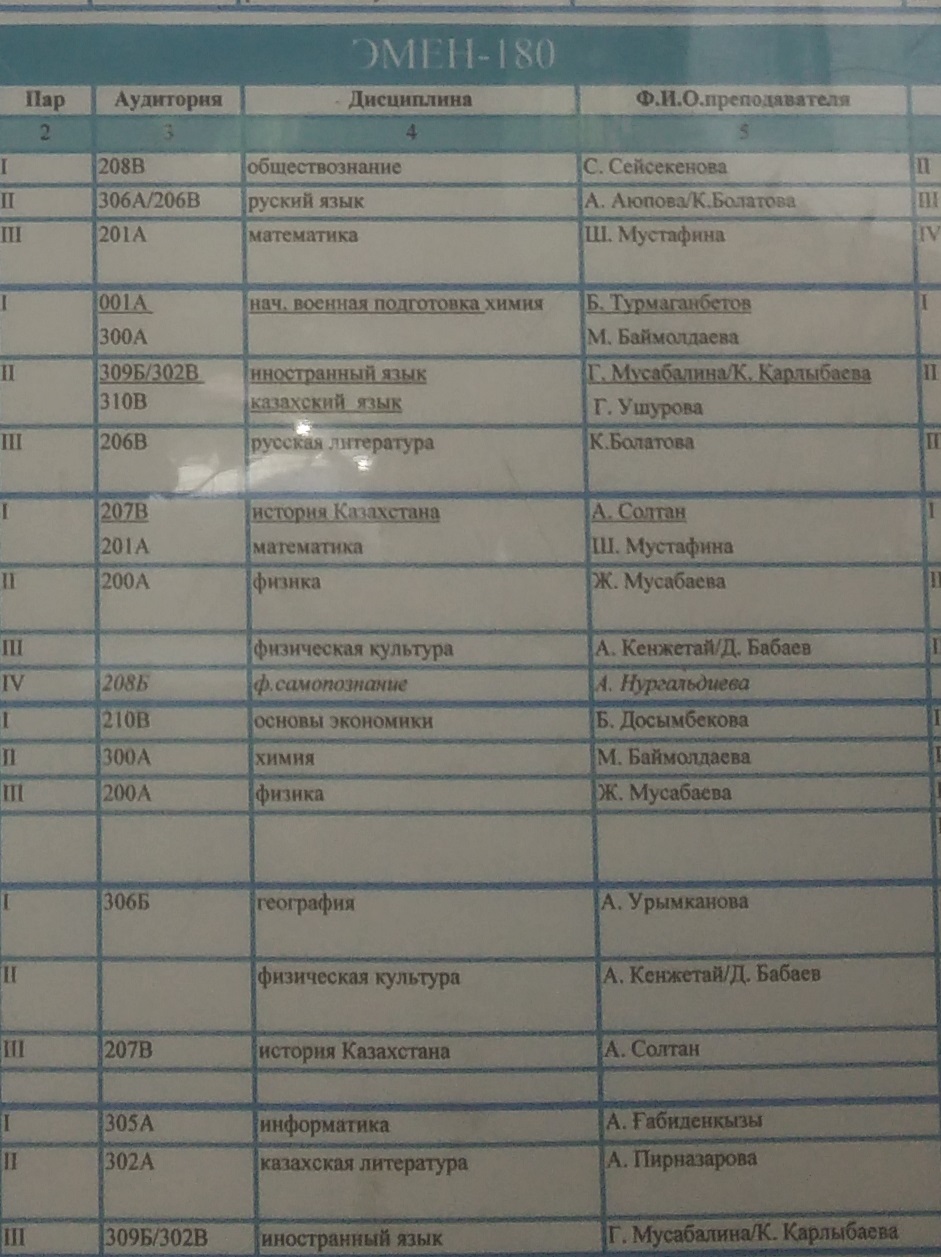 ЭМЕН-180
Пар Аудитория Дисциплина Ф.И.О.преподавателя
2 3 4 5
I 208В обществознание С. Сейсекенова II
II 306А/206В руский язык А. Аюпова/К.Болатова III
III 201А математика Ш. Мустафина IV
I 001А нач. военная подготовка химия Б. Турмаганбетов I
300А М. Баймолдаева
II 309Б/302В иностранный язык Г. Мусабалина/К. Карлыбаева II
310В казахский язык Г. Ушурова
III 206В русская литература К.Болатова
I 207В история Казахстана А. Солтан I
201А математика Ш. Мустафина
II 200А физика Ж. Мусабаева
III физическая культура А. Кенжетай/Д. Бабаев
IV 208Б ф.самопознание А. Нургальдиева
I 210В основы экономики Б. Досымбекова
II 300А химия М. Баймолдаева
III 200А физика Ж. Мусабаева
I 306Б география А. Урымканова
II физическая культура А. Кенжетай/Д. Бабаев
III 207В история Казахстана А. Солтан
I 305А информатика А. Ғабиденкызы
II 302А казахская литература А. Пирназарова
III 309Б/302В иностранный язык Г. Мусабалина/К. Карлыбаева